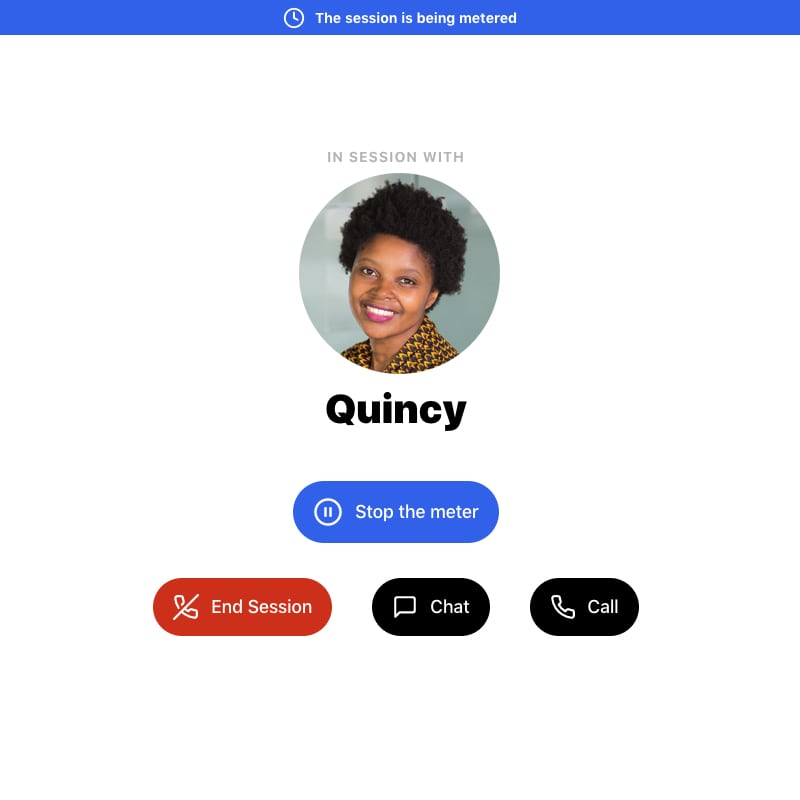 The session is being metered
IN SESSION WITH
Quincy
Stop the meter
End Session
Chat
Call